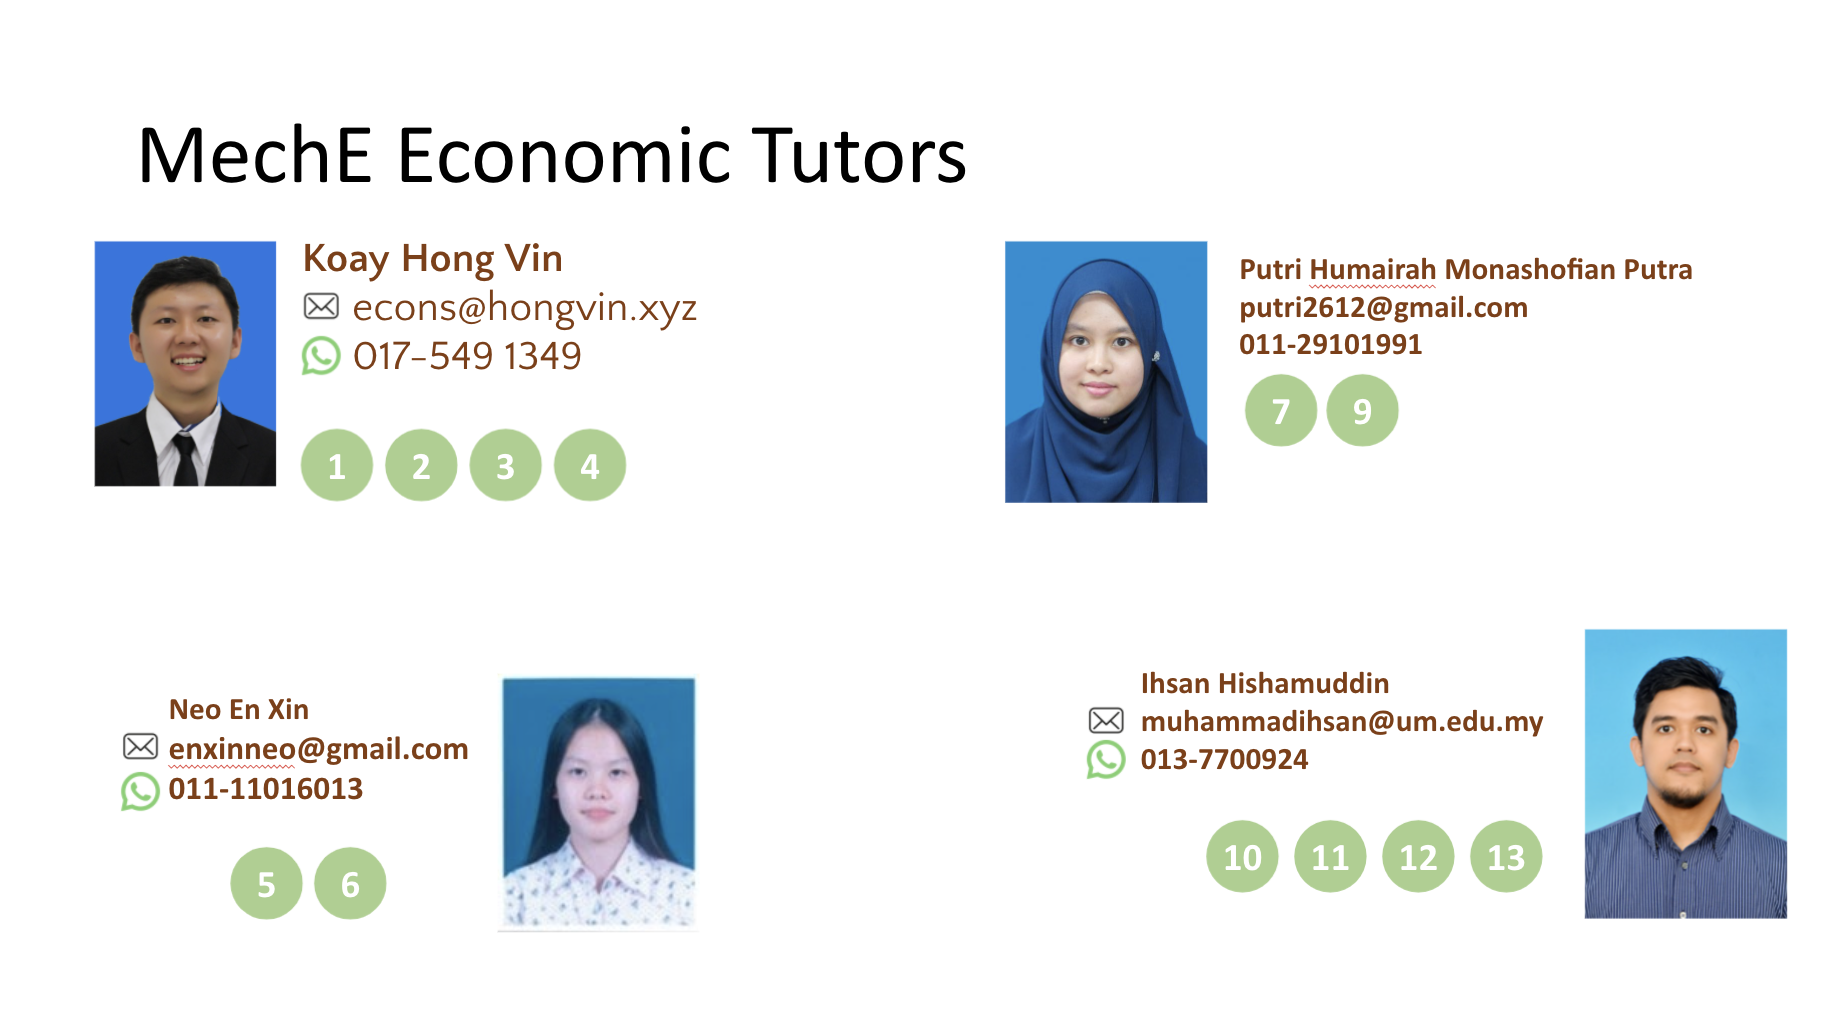 MechE Economic Tutors
Koay Hong Vin
econs@hongvin.xyz
017-549 1349
1 2 3 4
Putri Humairah Monashofian Putra
putri2612@gmail.com
011-29101991
7 9
Neo En Xin
enxinneo@gmail.com
011-11016013
5 6
Ihsan Hishamuddin
muhammadihsan@um.edu.my
013-7700924
10 11 12 13